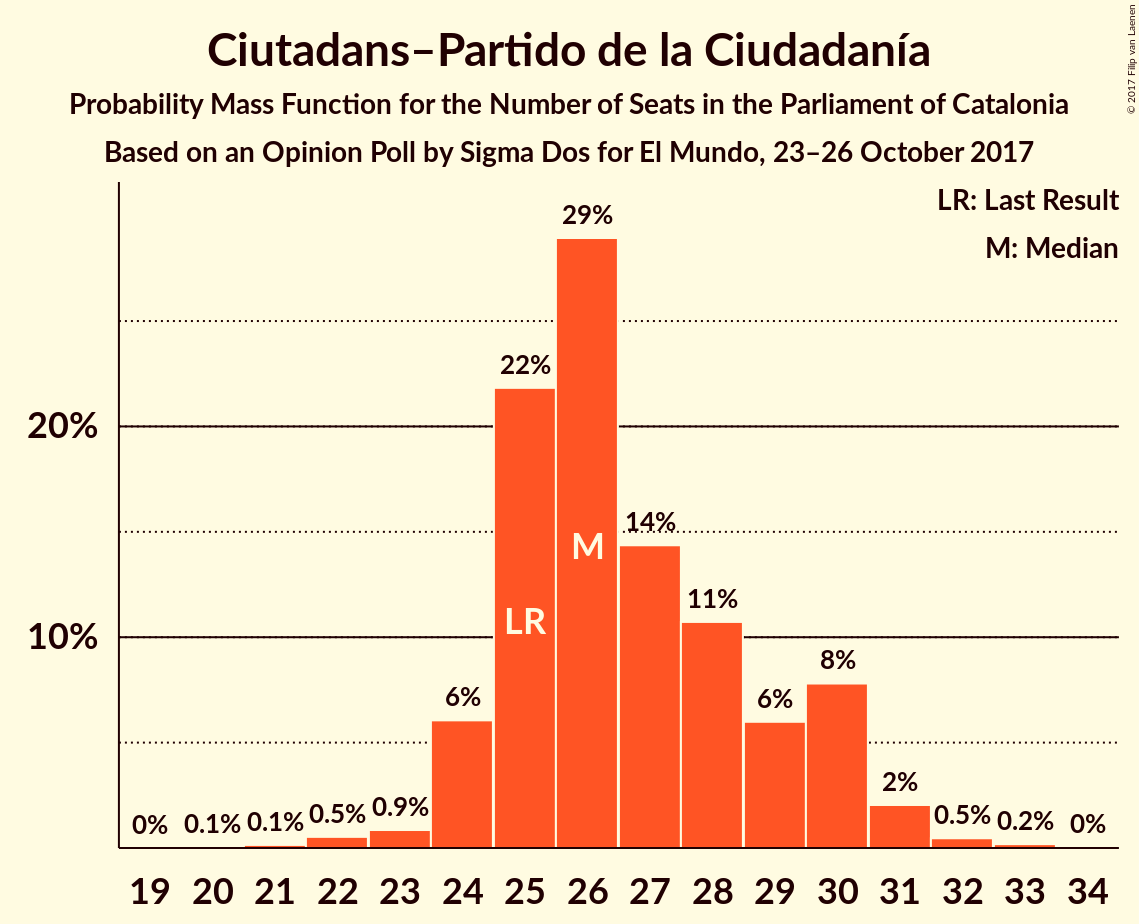 Ciutadans–Partido de la Ciudadanía
Probability Mass Function for the Number of Seats in the Parliament of Catalonia
Based on an Opinion Poll by Sigma Dos for El Mundo, 23–26 October 2017
© 2017 Filip van Laenen
LR: Last Result
M: Median
20%
10%
0%
0.1%
0.1%
0.5%
0.9%
6%
22%
29%
14%
11%
6%
8%
2%
0.5%
0.2%
0%
LR
M
19 20 21 22 23 24 25 26 27 28 29 30 31 32 33 34